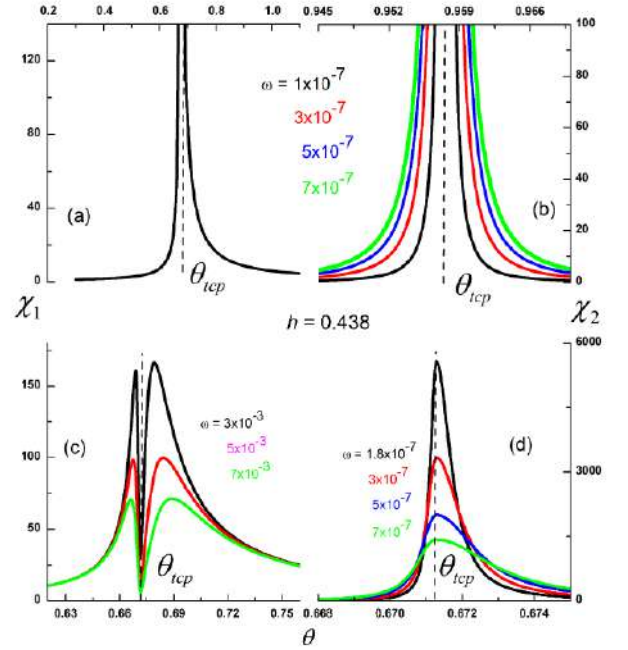 0.2 0.4 0.6 0.8 1.0
0.945 0.952 0.959 0.966
120
80
40
0
100
80
60
40
20
0
ω = 1x10⁻⁷
3x10⁻⁷
5x10⁻⁷
7x10⁻⁷
(a)
(b)
θtcp
θtcp
χ₁
χ₂
h = 0.438
150
100
50
0
6000
3000
0
ω = 3x10⁻³
5x10⁻³
7x10⁻³
ω = 1.8x10⁻⁷
3x10⁻⁷
5x10⁻⁷
7x10⁻⁷
(c)
(d)
θtcp
θtcp
0.63 0.66 0.69 0.72 0.75
0.668 0.670 0.672 0.674
θ